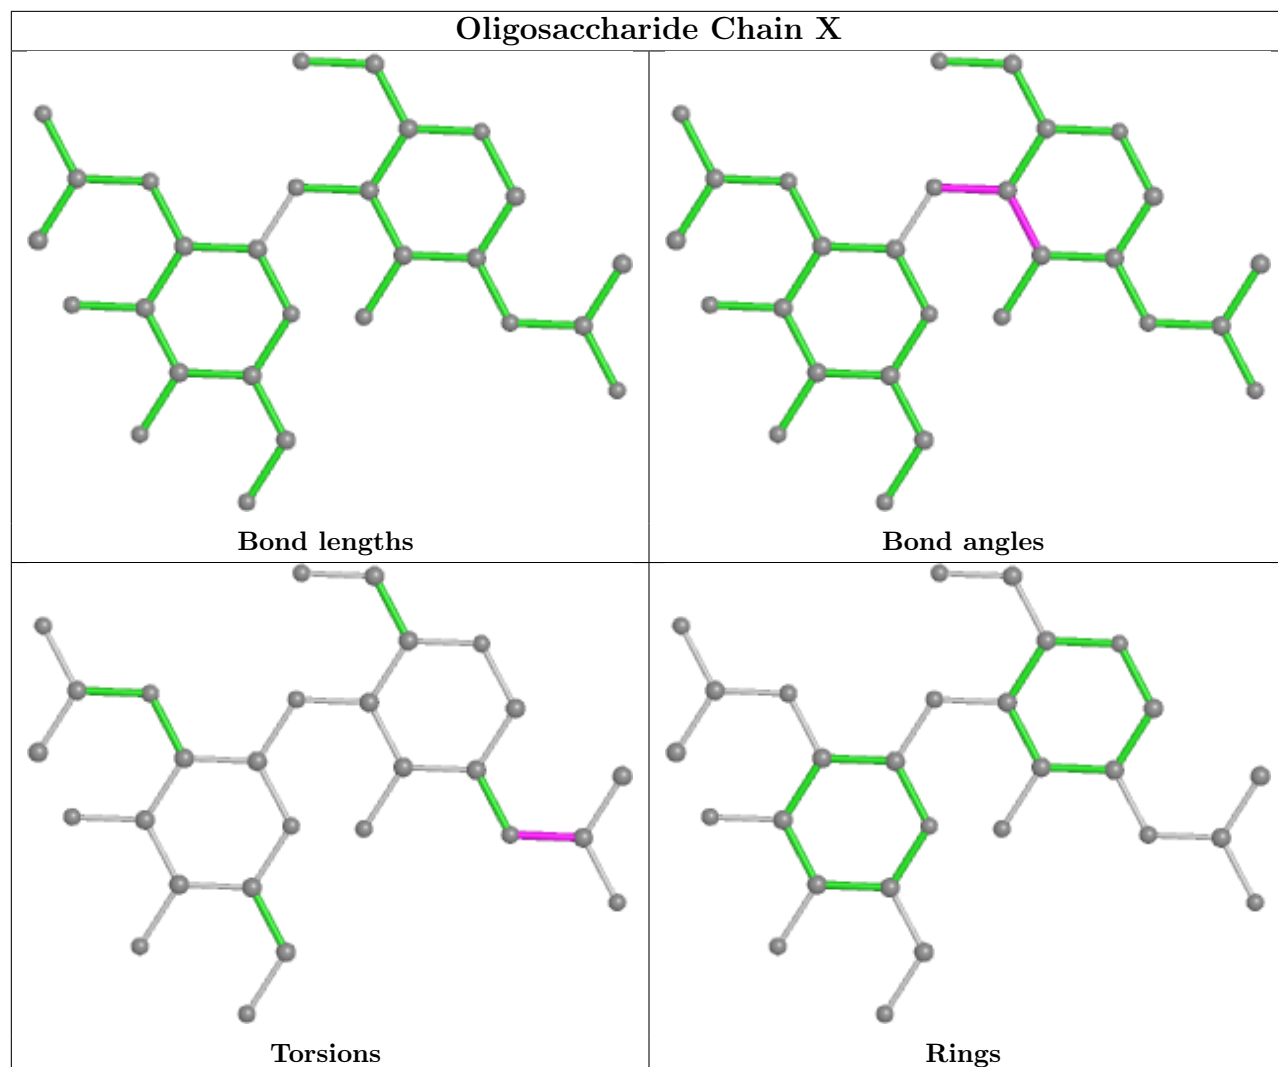 Oligosaccharide Chain X
Bond lengths
Bond angles
Torsions
Rings